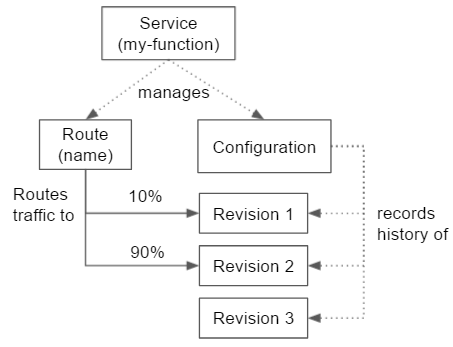 Service
(my-function)
manages
Route
(name)
Configuration
Routes
traffic to
10%
Revision 1
records
history of
90%
Revision 2
Revision 3